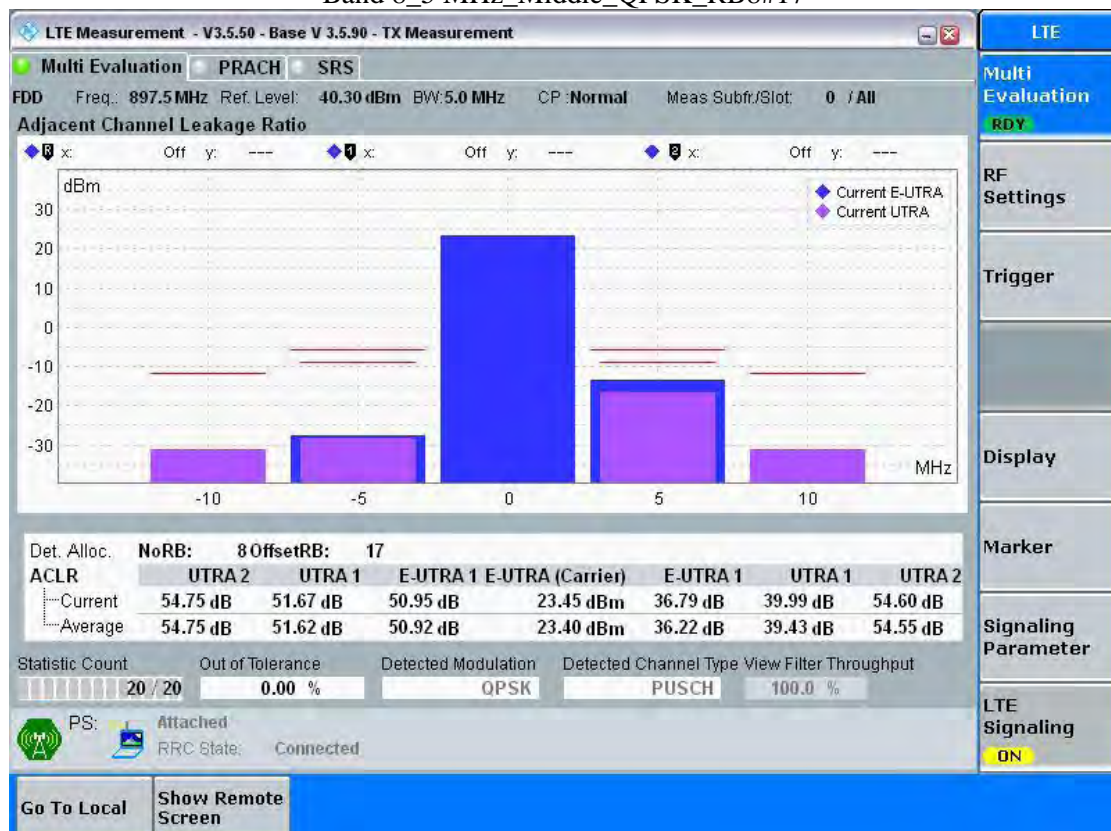 Band 8_5 MHz_Middle_QPSK_RB8#17
LTE Measurement - V3.5.50 - Base V 3.5.90 - TX Measurement
Multi Evaluation PRACH SRS
FDD Freq.: 897.5 MHz Ref. Level: 40.30 dBm BW: 5.0 MHz CP :Normal Meas Subfr./Slot: 0 / All
Adjacent Channel Leakage Ratio
R x: Off y: --- 1 x: Off y: --- 2 x: Off y: ---
dBm
Current E-UTRA
Current UTRA
30
20
10
0
-10
-20
-30
MHz
-10 -5 0 5 10
Det. Alloc. NoRB: 8 OffsetRB: 17
ACLR UTRA 2 UTRA 1 E-UTRA 1 E-UTRA (Carrier) E-UTRA 1 UTRA 1 UTRA 2
Current 54.75 dB 51.67 dB 50.95 dB 23.45 dBm 36.79 dB 39.99 dB 54.60 dB
Average 54.75 dB 51.62 dB 50.92 dB 23.40 dBm 36.22 dB 39.43 dB 54.55 dB
Statistic Count Out of Tolerance Detected Modulation Detected Channel Type View Filter Throughput
20 / 20 0.00 % QPSK PUSCH 100.0 %
PS: Attached
RRC State: Connected
Go To Local
Show Remote Screen
LTE
Multi
Evaluation
RDY
RF
Settings
Trigger
Display
Marker
Signaling
Parameter
LTE
Signaling
ON